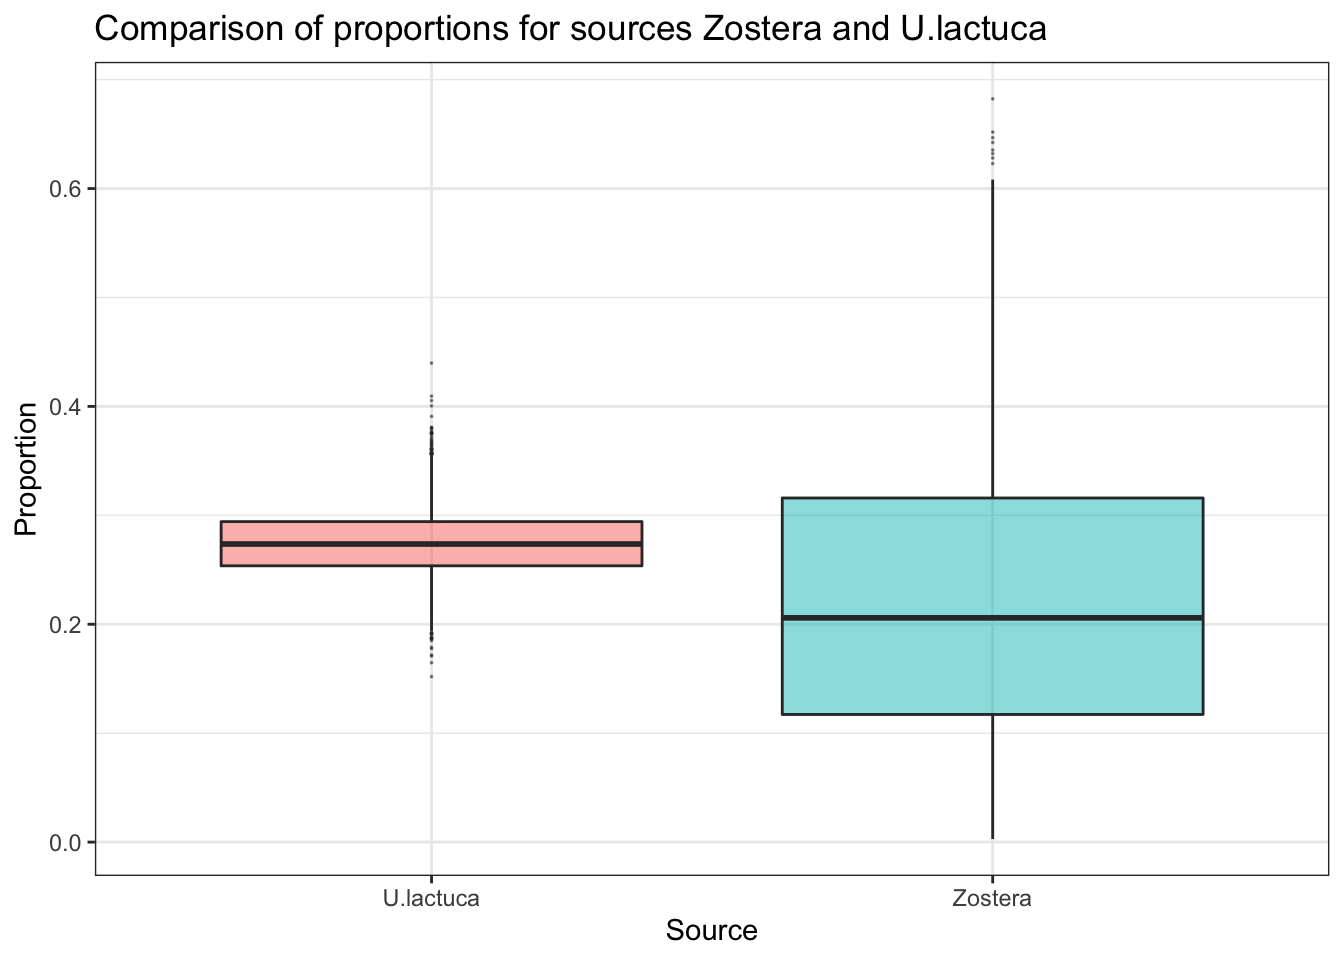 Comparison of proportions for sources Zostera and U.lactuca
Proportion
0.6
0.4
0.2
0.0
U.lactuca
Zostera
Source